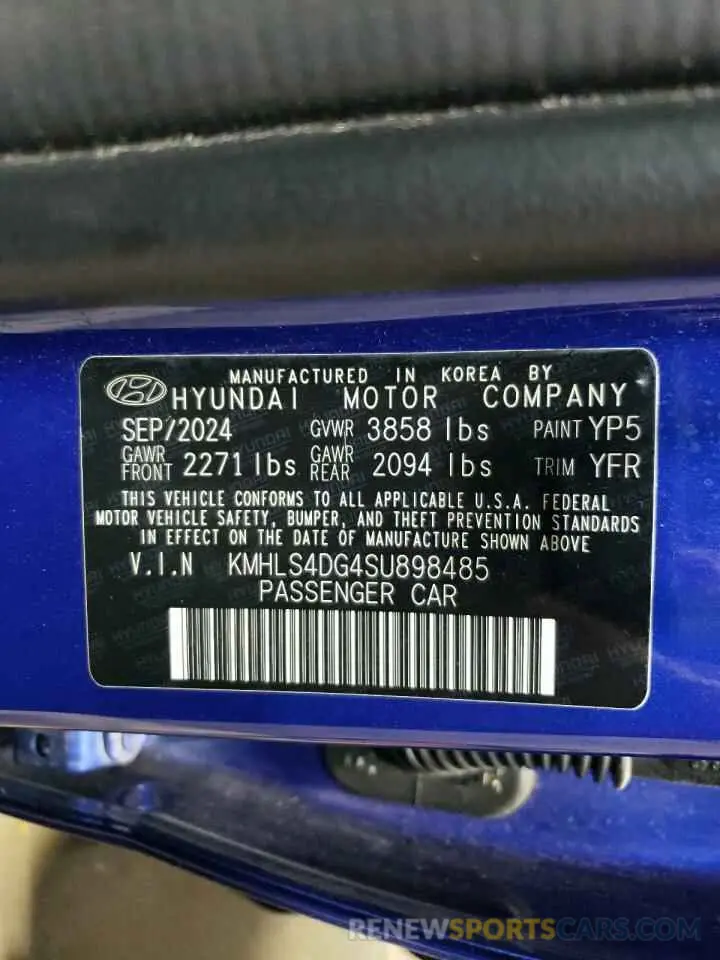 MANUFACTURED IN KOREA BY
HYUNDAI MOTOR COMPANY
SEP/2024 GVWR 3858 lbs PAINT YP5
GAWR FRONT 2271 lbs GAWR REAR 2094 lbs TRIM YFR
THIS VEHICLE CONFORMS TO ALL APPLICABLE U.S.A. FEDERAL
MOTOR VEHICLE SAFETY, BUMPER, AND THEFT PREVENTION STANDARDS
IN EFFECT ON THE DATE OF MANUFACTURE SHOWN ABOVE
V.I.N KMHLS4DG4SU898485
PASSENGER CAR
RENEWSPORTSCARS.COM